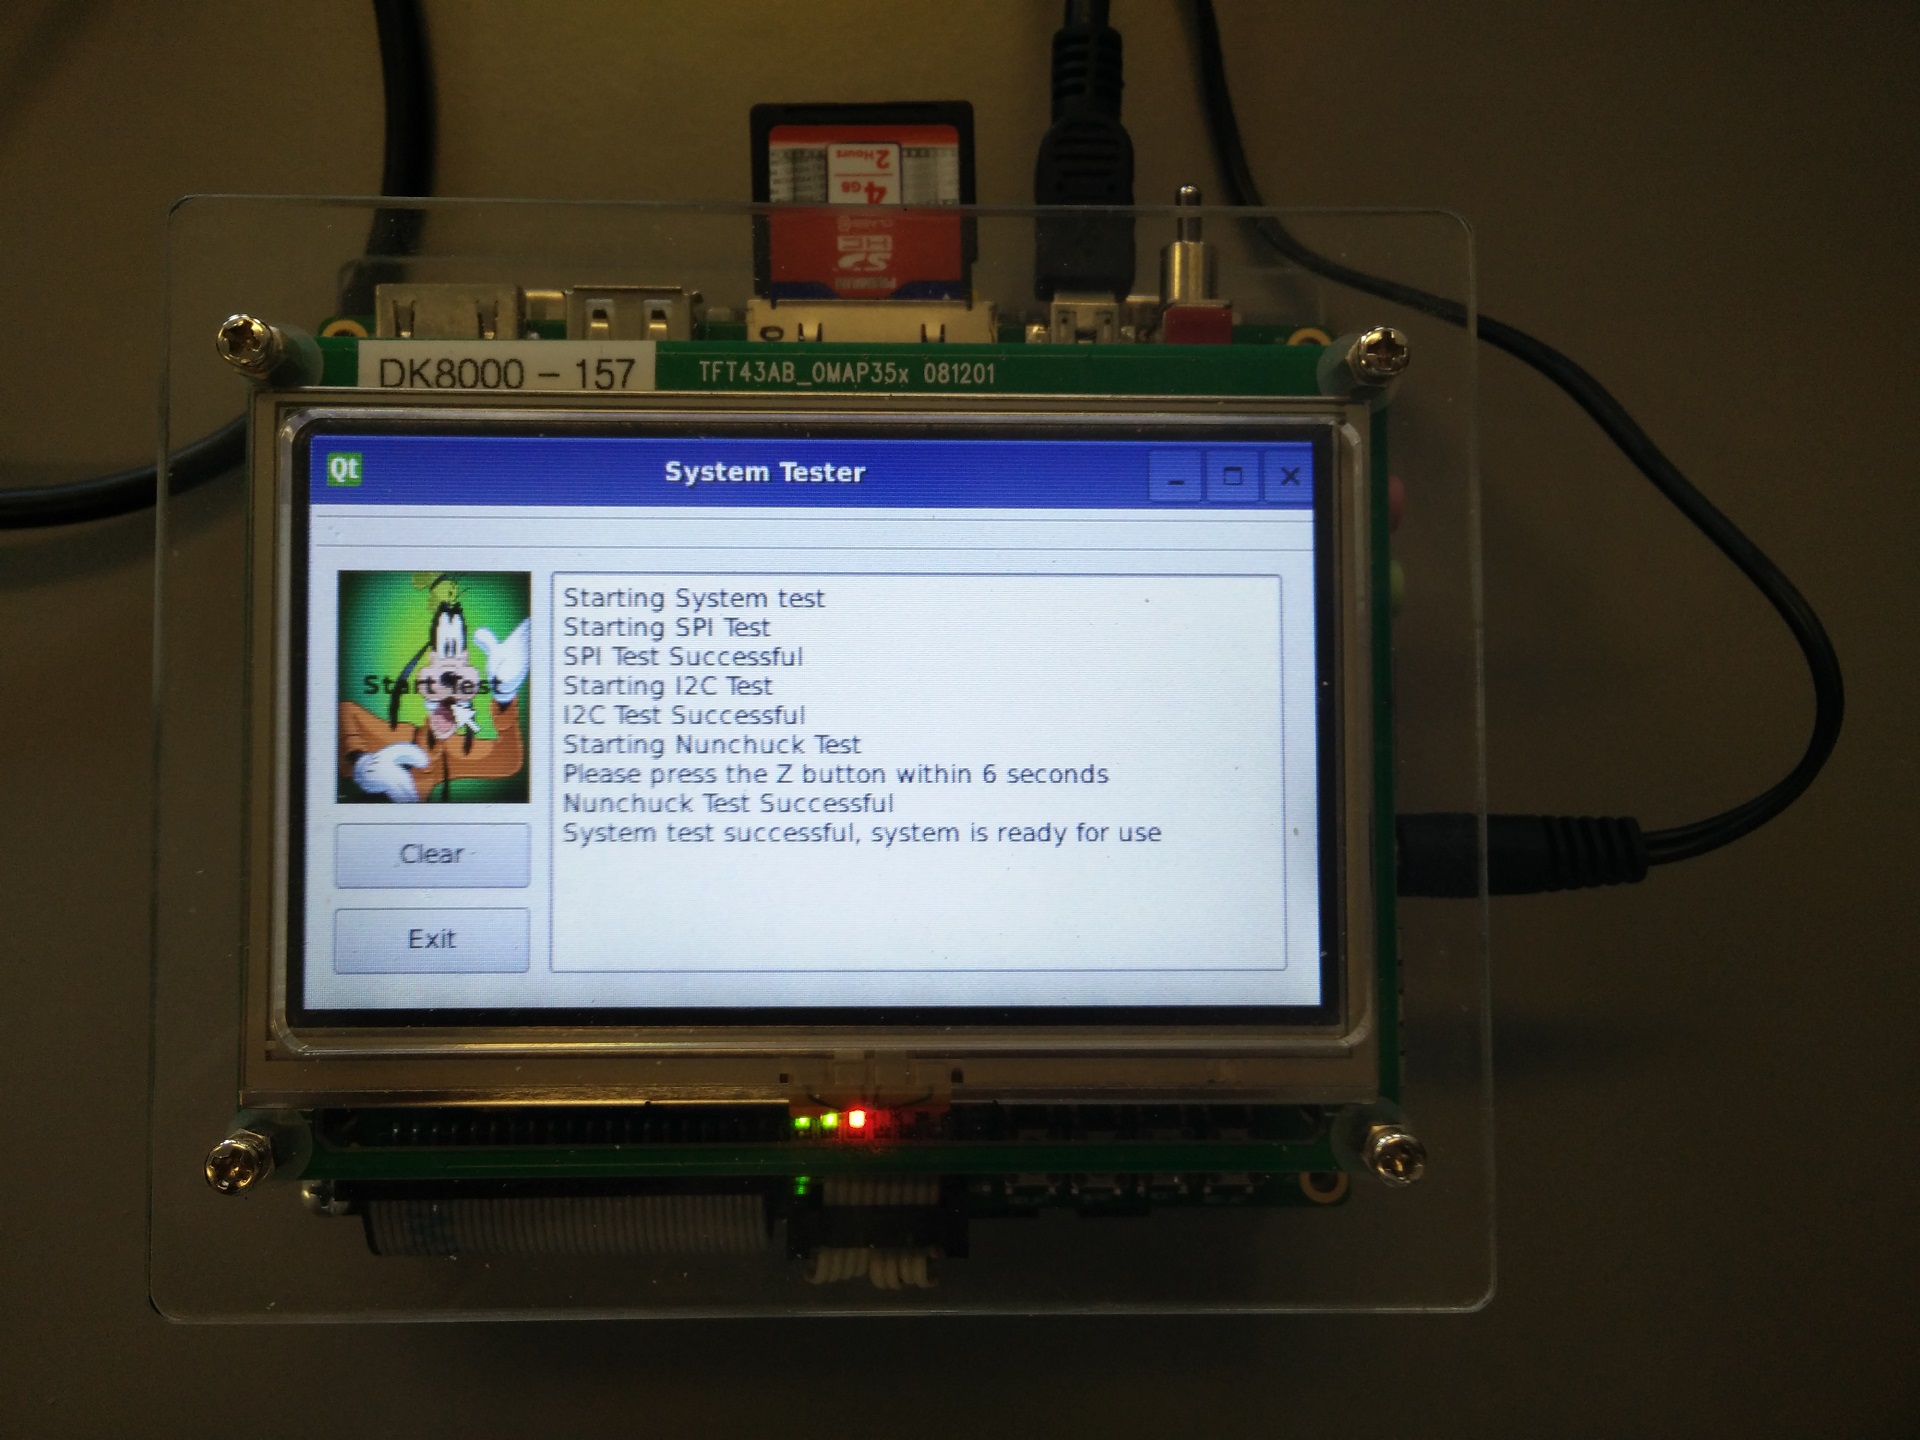 2 Hours
4 GB
SD HC
DK8000 - 157
TFT43AB_OMAP35x 081201
Qt
System Tester
Start Test
Clear
Exit
Starting System test
Starting SPI Test
SPI Test Successful
Starting I2C Test
I2C Test Successful
Starting Nunchuck Test
Please press the Z button within 6 seconds
Nunchuck Test Successful
System test successful, system is ready for use